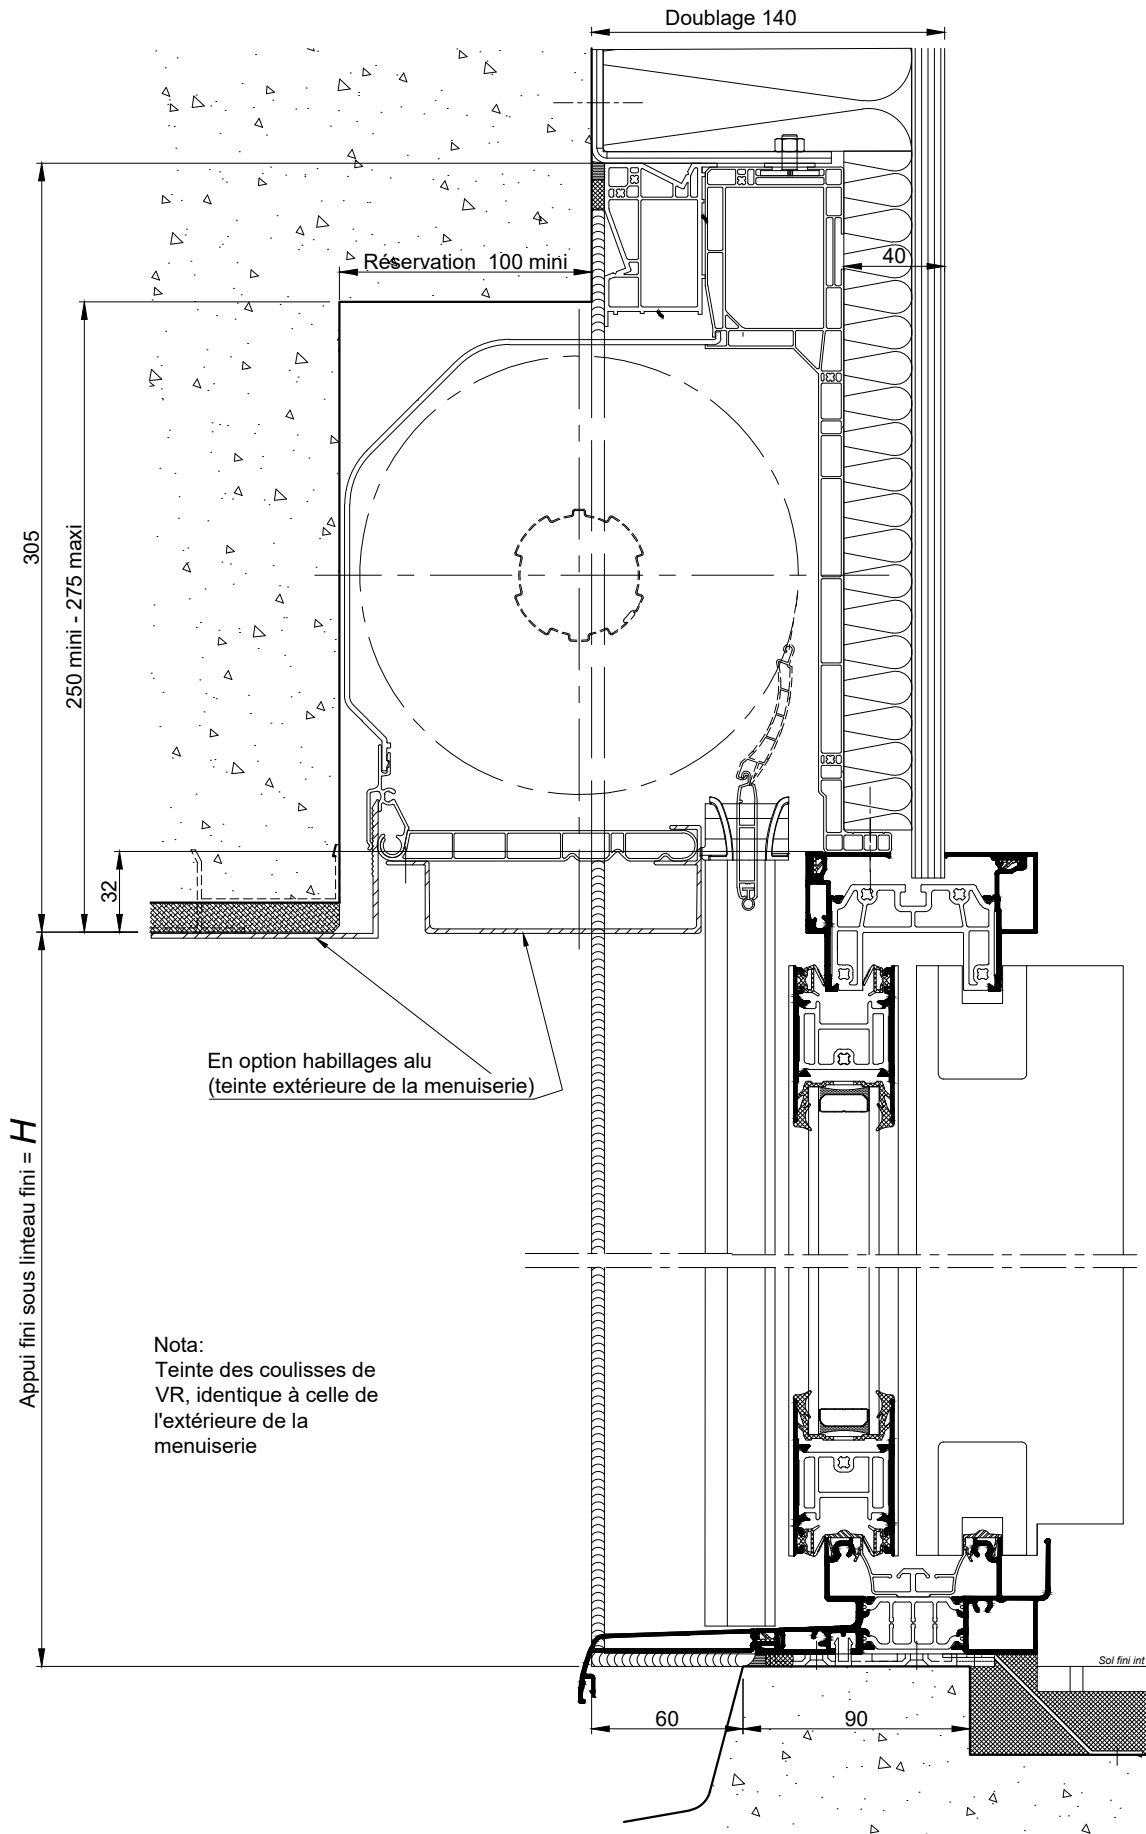 Doublage 140
Réservation 100 mini
40
305
250 mini - 275 maxi
32
En option habillages alu
(teinte extérieure de la menuiserie)
Appui fini sous linteau fini = H
Nota:
Teinte des coulisses de
VR, identique à celle de
l'extérieure de la
menuiserie
Sol fini int
60
90